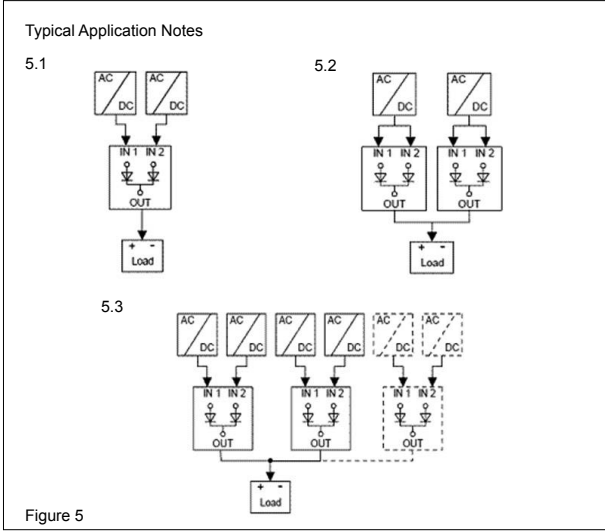 Typical Application Notes
5.1
AC DC AC DC
IN 1 IN 2
OUT
+ -
Load
5.2
AC DC AC DC
IN 1 IN 2 IN 1 IN 2
OUT OUT
+ -
Load
5.3
AC DC AC DC AC DC AC DC AC DC AC DC
IN 1 IN 2 IN 1 IN 2 IN 1 IN 2
OUT OUT OUT
+ -
Load
Figure 5